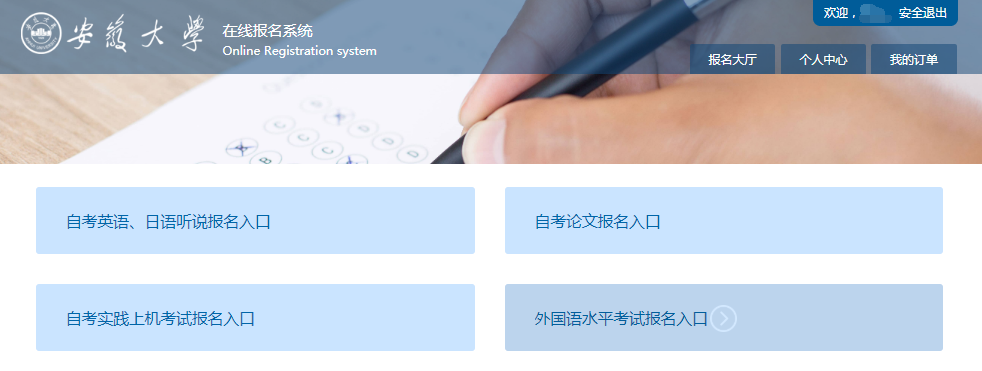 欢迎， 安全退出
安徽大学
在线报名系统
Online Registration system
报名大厅 个人中心 我的订单
B C D
B C D D
自考英语、日语听说报名入口
自考论文报名入口
自考实践上机考试报名入口
外国语水平考试报名入口